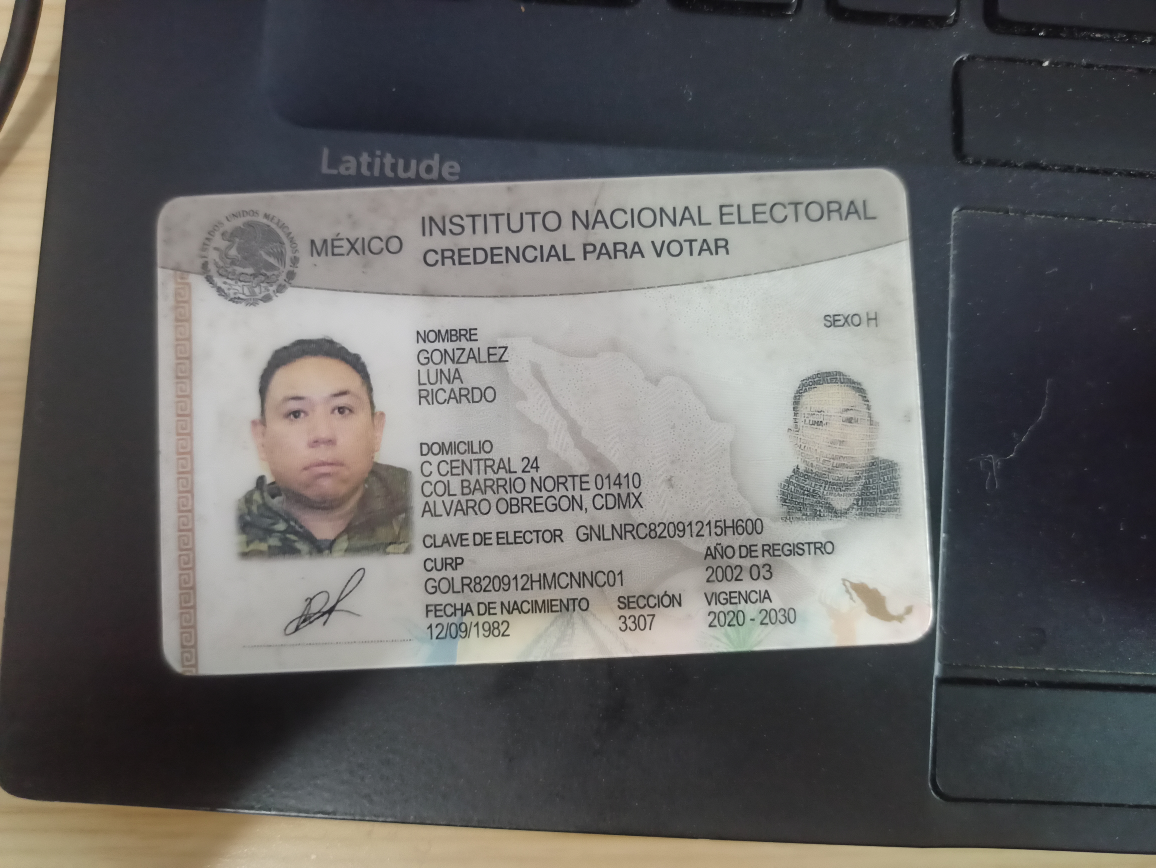 Latitude
ESTADOS UNIDOS MEXICANOS
MÉXICO
INSTITUTO NACIONAL ELECTORAL
CREDENCIAL PARA VOTAR
SEXO H
NOMBRE
GONZALEZ
LUNA
RICARDO
DOMICILIO
C CENTRAL 24
COL BARRIO NORTE 01410
ALVARO OBREGON, CDMX
CLAVE DE ELECTOR GNLNRC82091215H600
CURP
GOLR820912HMCNNC01
AÑO DE REGISTRO
2002 03
FECHA DE NACIMIENTO
12/09/1982
SECCIÓN
3307
VIGENCIA
2020 - 2030